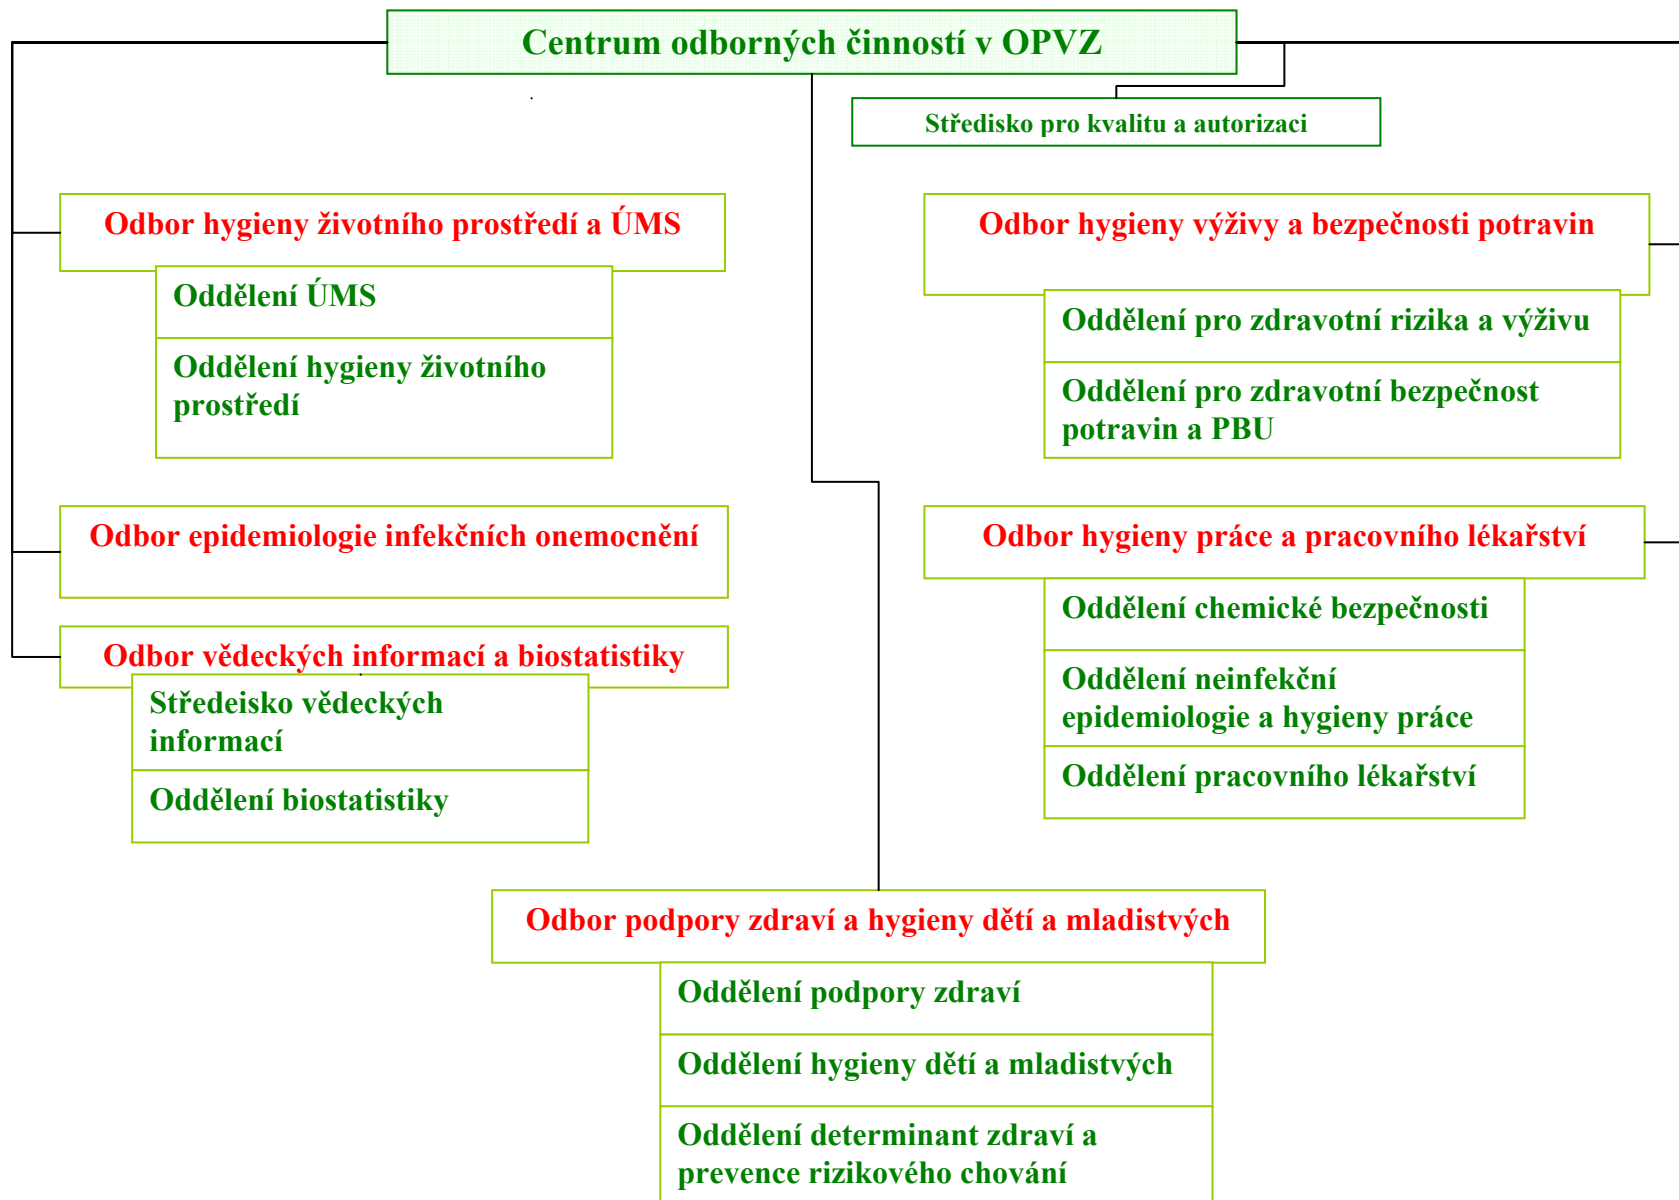 Centrum odborných činností v OPVZ
Středisko pro kvalitu a autorizaci
Odbor hygieny životního prostředí a ÚMS
Oddělení ÚMS
Oddělení hygieny životního
prostředí
Odbor epidemiologie infekčních onemocnění
Odbor vědeckých informací a biostatistiky
Středeisko vědeckých
informací
Oddělení biostatistiky
Odbor hygieny výživy a bezpečnosti potravin
Oddělení pro zdravotní rizika a výživu
Oddělení pro zdravotní bezpečnost
potravin a PBU
Odbor hygieny práce a pracovního lékařství
Oddělení chemické bezpečnosti
Oddělení neinfekční
epidemiologie a hygieny práce
Oddělení pracovního lékařství
Odbor podpory zdraví a hygieny dětí a mladistvých
Oddělení podpory zdraví
Oddělení hygieny dětí a mladistvých
Oddělení determinant zdraví a
prevence rizikového chování